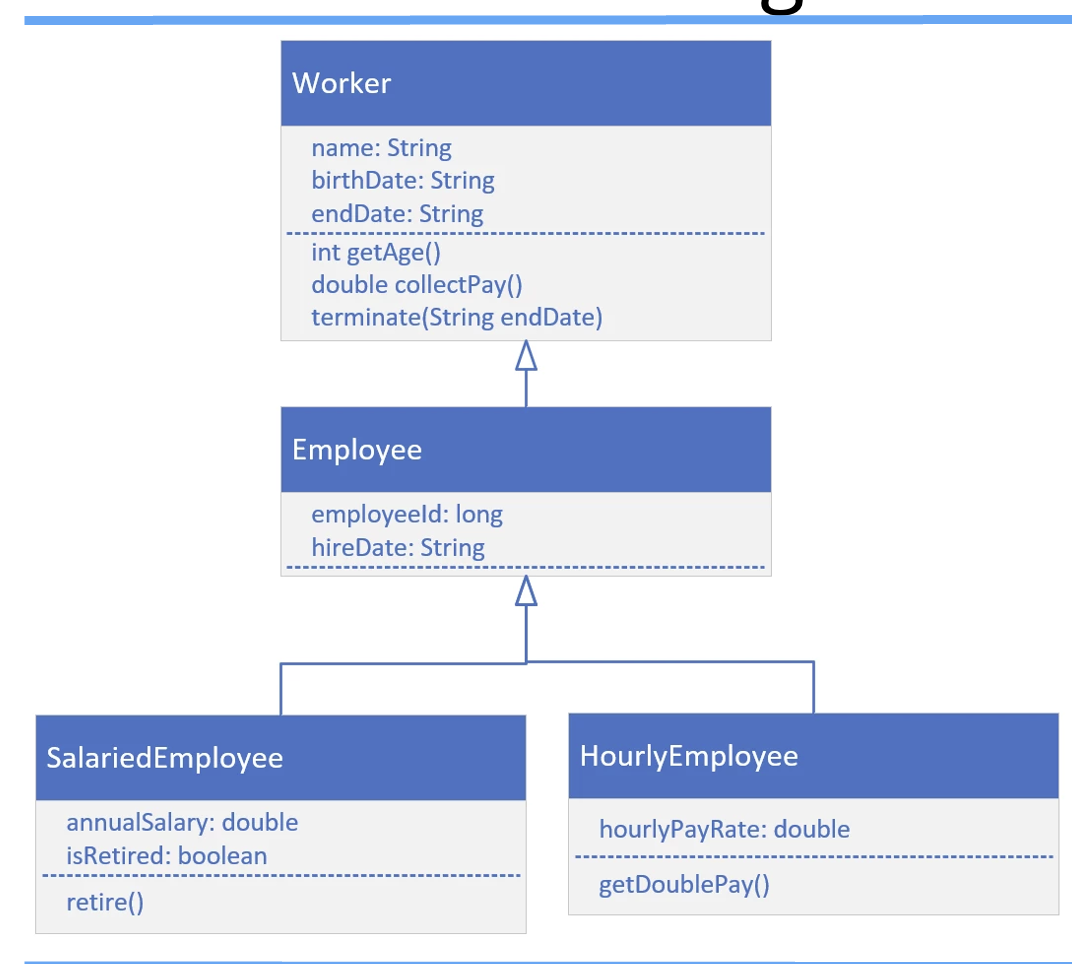 Worker
name: String
birthDate: String
endDate: String
int getAge()
double collectPay()
terminate(String endDate)
Employee
employeeId: long
hireDate: String
SalariedEmployee
annualSalary: double
isRetired: boolean
retire()
HourlyEmployee
hourlyPayRate: double
getDoublePay()